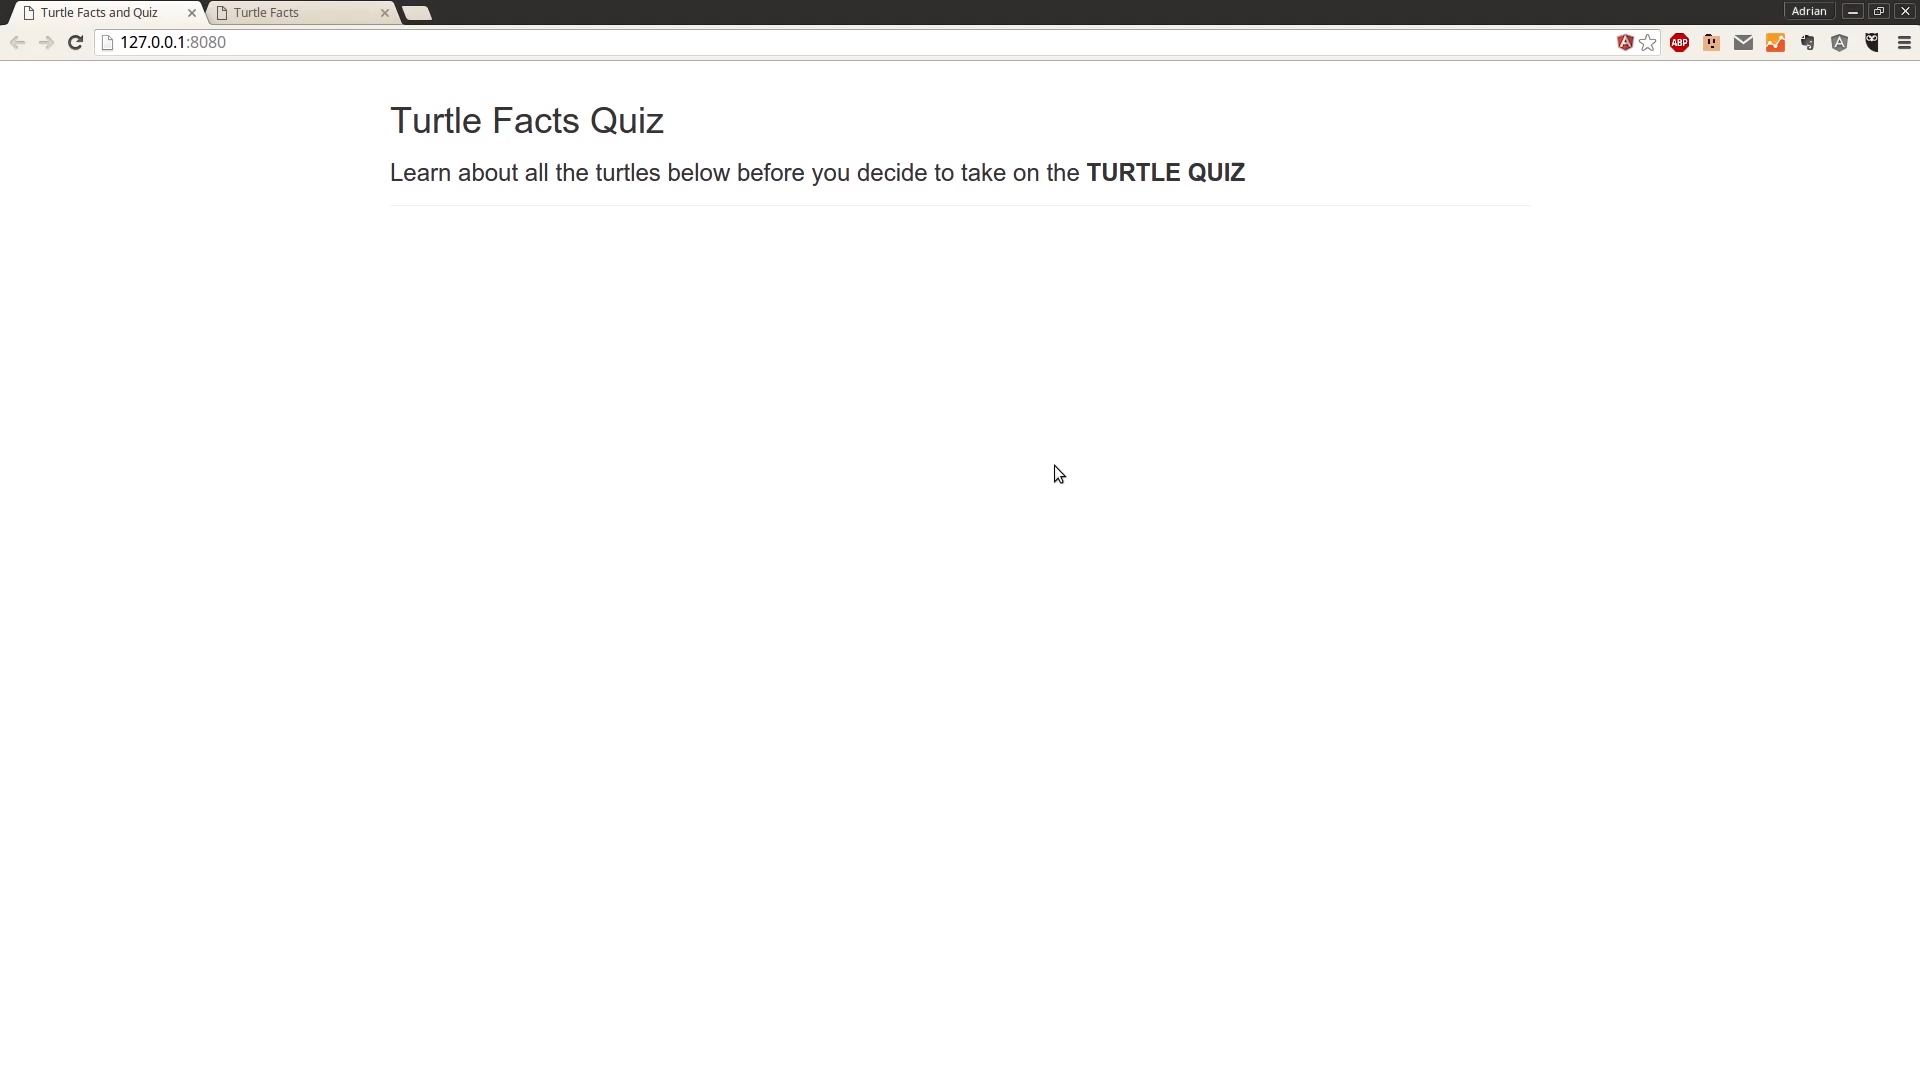 Turtle Facts and Quiz
Turtle Facts
Adrian
127.0.0.1:8080
ABP
Turtle Facts Quiz
Learn about all the turtles below before you decide to take on the TURTLE QUIZ